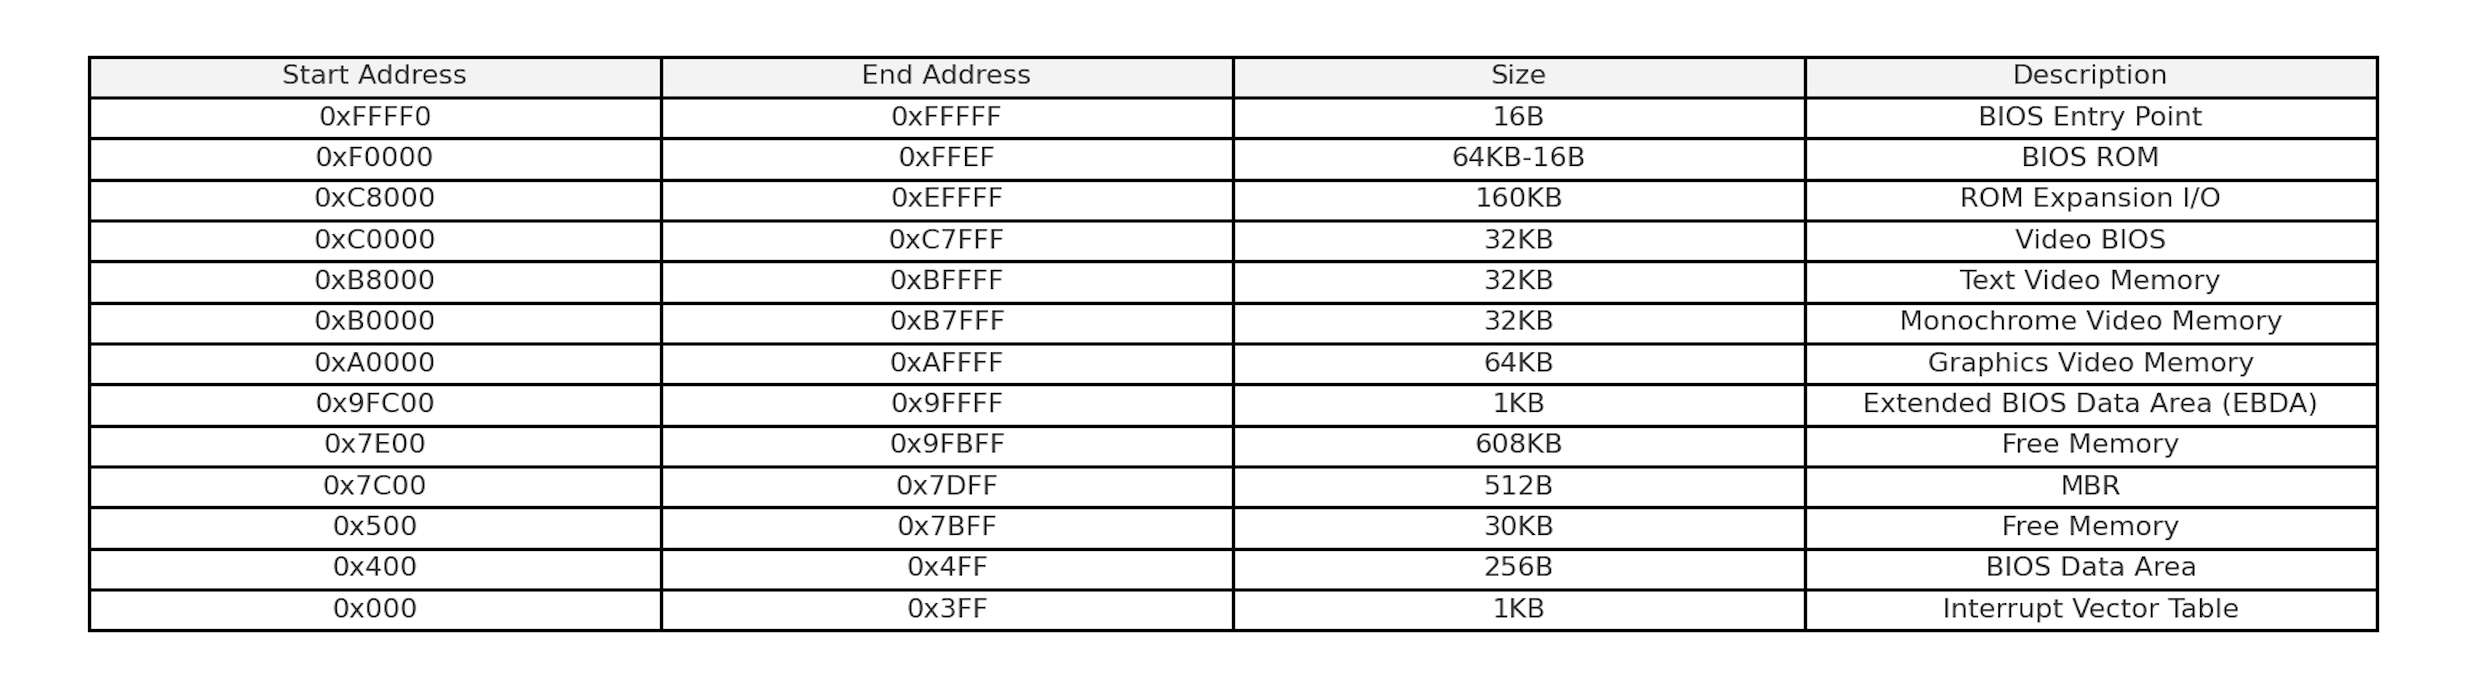 Start Address End Address Size Description
0xFFFF0 0xFFFFF 16B BIOS Entry Point
0xF0000 0xFFEF 64KB-16B BIOS ROM
0xC8000 0xEFFFF 160KB ROM Expansion I/O
0xC0000 0xC7FFF 32KB Video BIOS
0xB8000 0xBFFFF 32KB Text Video Memory
0xB0000 0xB7FFF 32KB Monochrome Video Memory
0xA0000 0xAFFFF 64KB Graphics Video Memory
0x9FC00 0x9FFFF 1KB Extended BIOS Data Area (EBDA)
0x7E00 0x9FBFF 608KB Free Memory
0x7C00 0x7DFF 512B MBR
0x500 0x7BFF 30KB Free Memory
0x400 0x4FF 256B BIOS Data Area
0x000 0x3FF 1KB Interrupt Vector Table